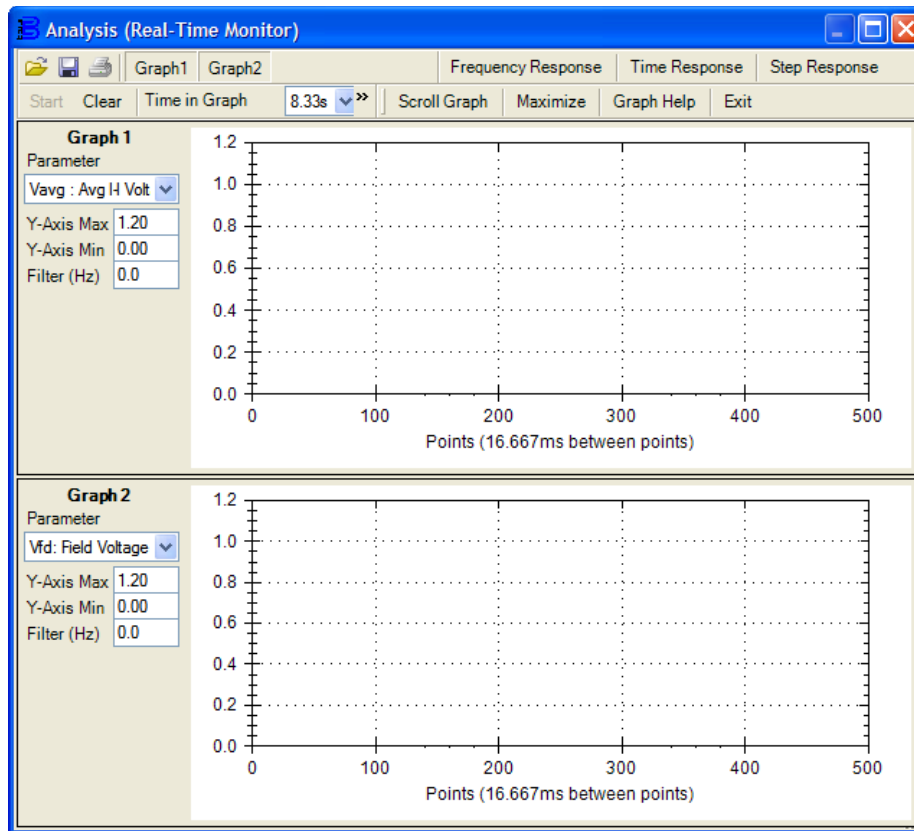 Analysis (Real-Time Monitor)
Graph1 Graph2 Frequency Response Time Response Step Response
Start Clear Time in Graph 8.33s » Scroll Graph Maximize Graph Help Exit
Graph 1
Parameter
Vavg : Avg l-l Volt
Y-Axis Max 1.20
Y-Axis Min 0.00
Filter (Hz) 0.0
1.2
1.0
0.8
0.6
0.4
0.2
0.0
0 100 200 300 400 500
Points (16.667ms between points)
Graph 2
Parameter
Vfd: Field Voltage
Y-Axis Max 1.20
Y-Axis Min 0.00
Filter (Hz) 0.0
1.2
1.0
0.8
0.6
0.4
0.2
0.0
0 100 200 300 400 500
Points (16.667ms between points)